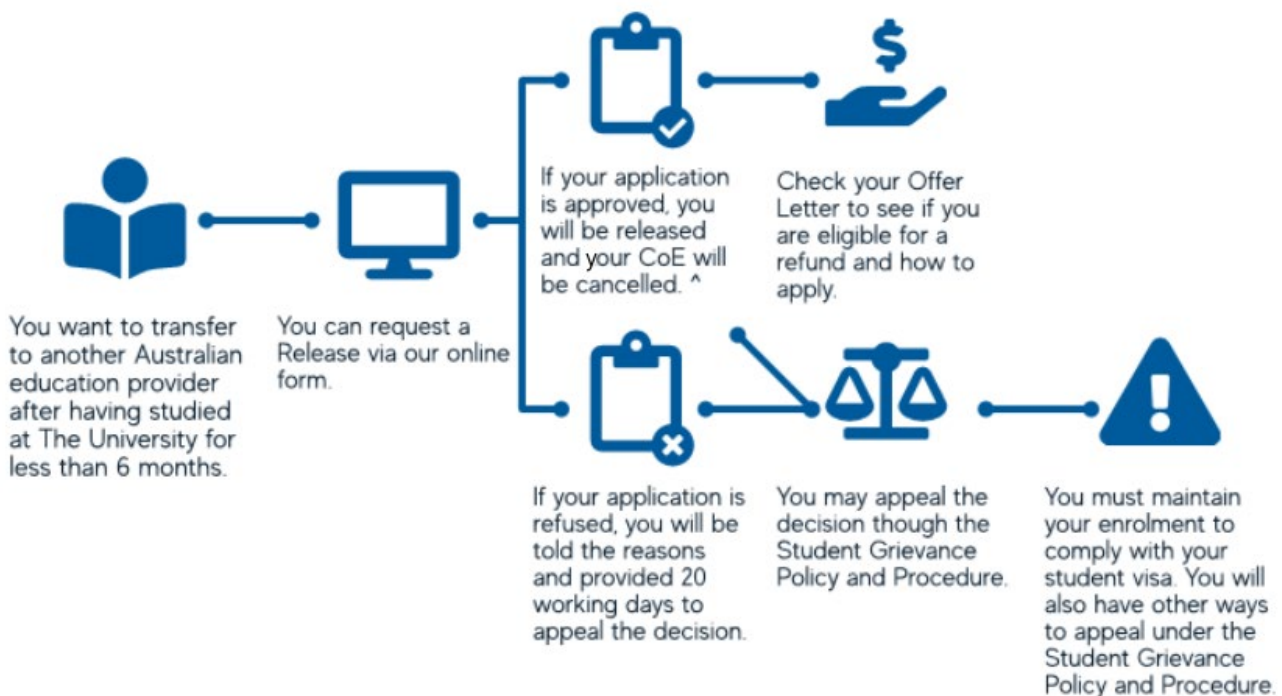 You want to transfer
to another Australian
education provider
after having studied
at The University for
less than 6 months.
You can request a
Release via our online
form.
If your application
is approved, you
will be released
and your CoE will
be cancelled. ^
$
Check your Offer
Letter to see if you
are eligible for a
refund and how to
apply.
If your application is
refused, you will be
told the reasons
and provided 20
working days to
appeal the decision.
You may appeal the
decision though the
Student Grievance
Policy and Procedure.
!
You must maintain
your enrolment to
comply with your
student visa. You will
also have other ways
to appeal under the
Student Grievance
Policy and Procedure.